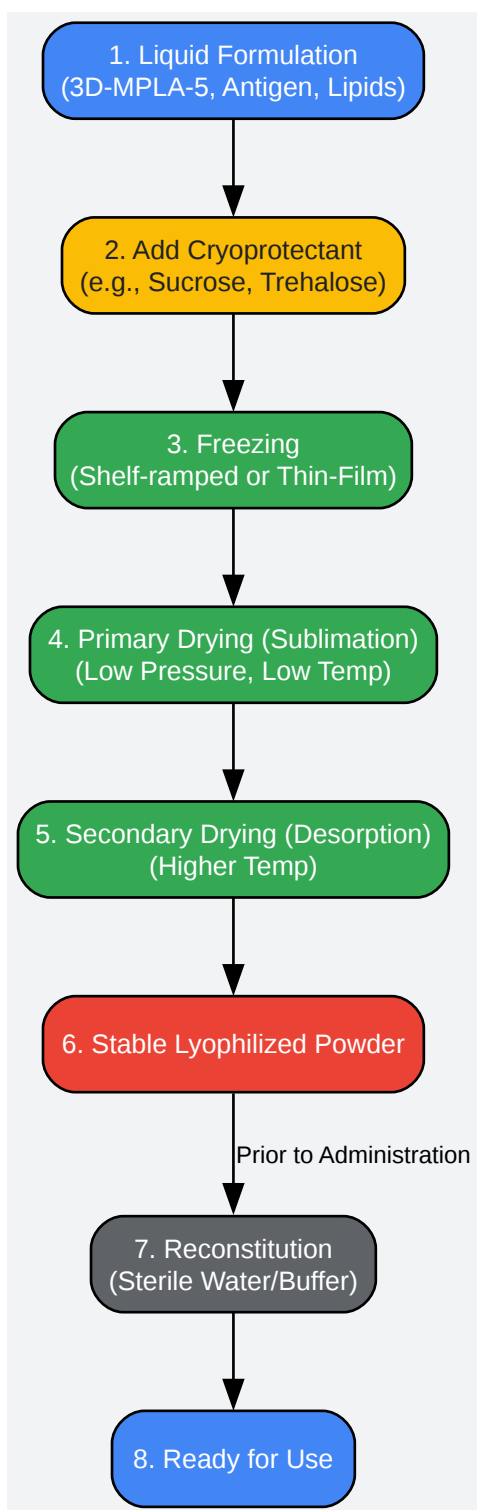 1. Liquid Formulation
(3D-MPLA-5, Antigen, Lipids)
2. Add Cryoprotectant
(e.g., Sucrose, Trehalose)
3. Freezing
(Shelf-ramped or Thin-Film)
4. Primary Drying (Sublimation)
(Low Pressure, Low Temp)
5. Secondary Drying (Desorption)
(Higher Temp)
6. Stable Lyophilized Powder
Prior to Administration
7. Reconstitution
(Sterile Water/Buffer)
8. Ready for Use